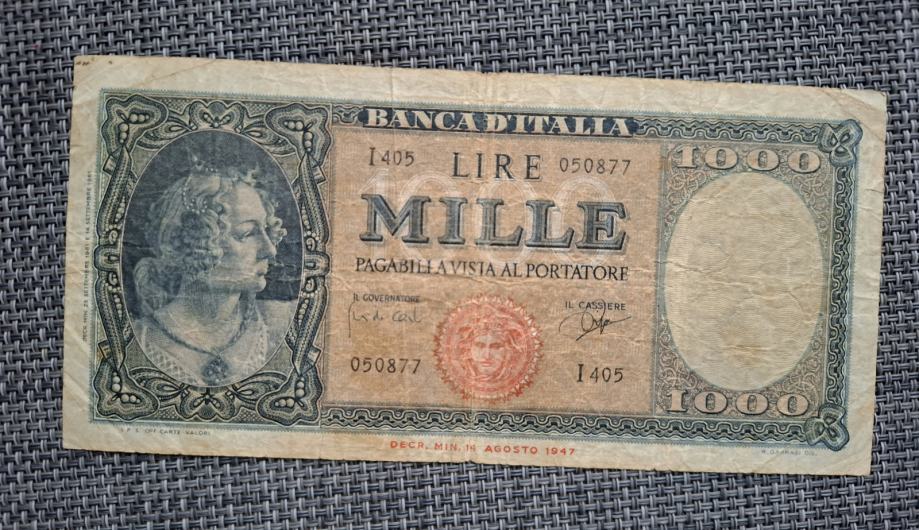 BANCA D'ITALIA
I405 LIRE 050877
1000
1000
MILLE
PAGABILI A VISTA AL PORTATORE
IL GOVERNATORE
IL CASSIERE
050877
I405
1000
DECR. MIN. 14 AGOSTO 1947